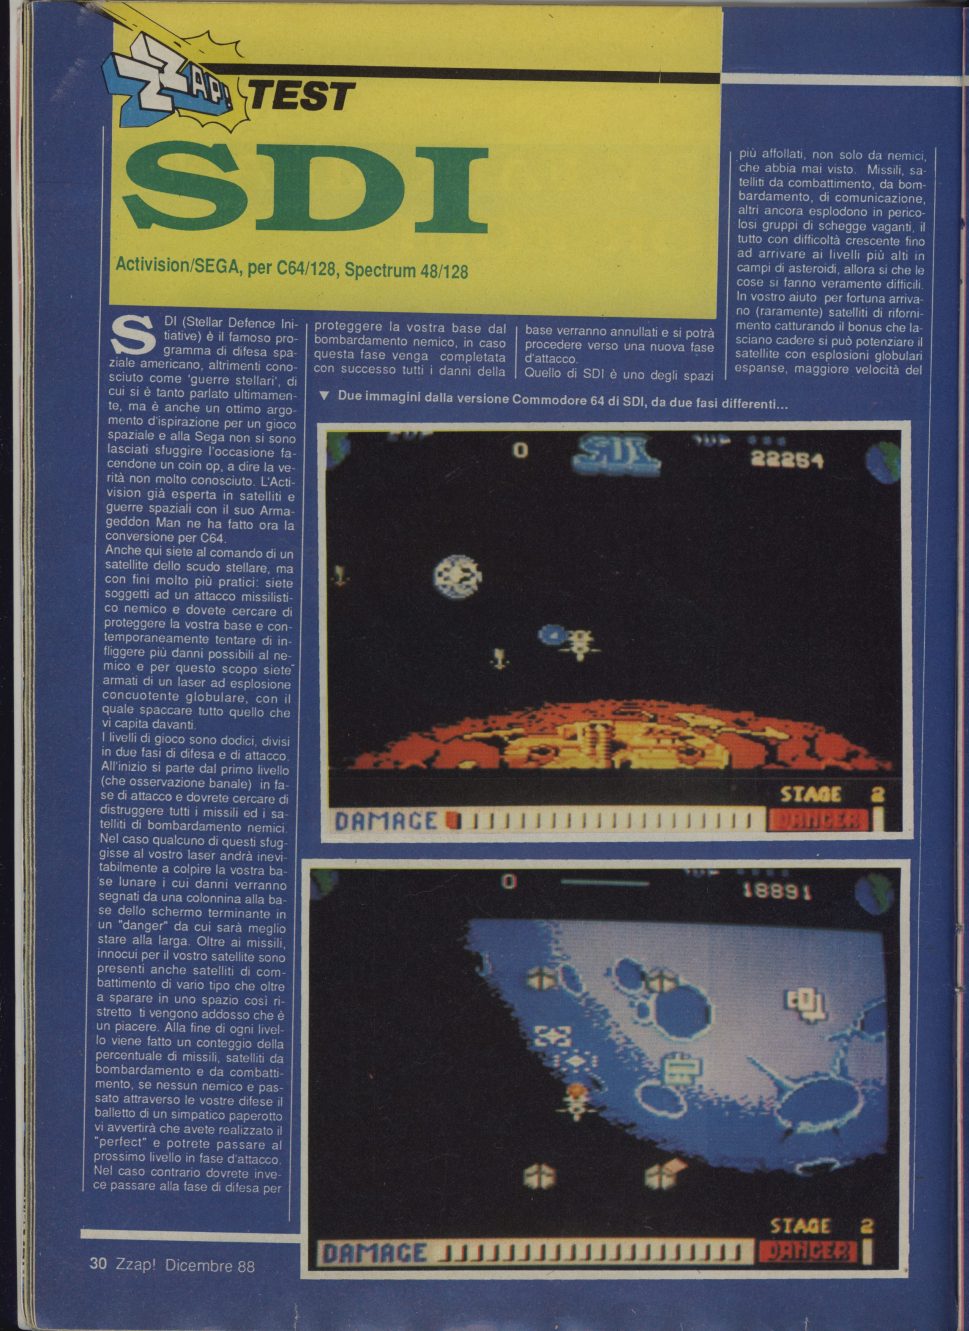 ZZAP! TEST
SDI
Activision/SEGA, per C64/128, Spectrum 48/128
SDI (Stellar Defence Ini-
tiative) è il famoso pro-
gramma di difesa spa-
ziale americano, altrimenti cono-
sciuto come 'guerre stellari', di
cui si è tanto parlato ultimamen-
te, ma è anche un ottimo argo-
mento d'ispirazione per un gioco
spaziale e alla Sega non si sono
lasciati sfuggire l'occasione fa-
cendone un coin op, a dire la ve-
rità non molto conosciuto. L'Acti-
vision già esperta in satelliti e
guerre spaziali con il suo Arma-
geddon Man ne ha fatto ora la
conversione per C64.
Anche qui siete al comando di un
satellite dello scudo stellare, ma
con fini molto più pratici: siete
soggetti ad un attacco missilisti-
co nemico e dovete cercare di
proteggere la vostra base e con-
temporaneamente tentare di in-
fliggere più danni possibili al ne-
mico e per questo scopo siete
armati di un laser ad esplosione
concuotente globulare, con il
quale spaccare tutto quello che
vi capita davanti.
I livelli di gioco sono dodici, divisi
in due fasi di difesa e di attacco.
All'inizio si parte dal primo livello
(che osservazione banale) in fa-
se di attacco e dovrete cercare di
distruggere tutti i missili ed i sa-
telliti di bombardamento nemici.
Nel caso qualcuno di questi sfug-
gisse al vostro laser andrà inevi-
tabilmente a colpire la vostra ba-
se lunare i cui danni verranno
segnati da una colonnina alla ba-
se dello schermo terminante in
un "danger" da cui sarà meglio
stare alla larga. Oltre ai missili,
innocui per il vostro satellite sono
presenti anche satelliti di com-
battimento di vario tipo che oltre
a sparare in uno spazio così ri-
stretto ti vengono addosso che è
un piacere. Alla fine di ogni livel-
lo viene fatto un conteggio della
percentuale di missili, satelliti da
bombardamento e da combatti-
mento, se nessun nemico e pas-
sato attraverso le vostre difese il
balletto di un simpatico paperotto
vi avvertirà che avete realizzato il
"perfect" e potrete passare al
prossimo livello in fase d'attacco.
Nel caso contrario dovrete inve-
ce passare alla fase di difesa per
proteggere la vostra base dal
bombardamento nemico, in caso
questa fase venga completata
con successo tutti i danni della
base verranno annullati e si potrà
procedere verso una nuova fase
d'attacco.
Quello di SDI è uno degli spazi
più affollati, non solo da nemici,
che abbia mai visto. Missili, sa-
telliti da combattimento, da bom-
bardamento, di comunicazione,
altri ancora esplodono in perico-
losi gruppi di schegge vaganti, il
tutto con difficoltà crescente fino
ad arrivare ai livelli più alti in
campi di asteroidi, allora si che le
cose si fanno veramente difficili.
In vostro aiuto per fortuna arriva-
no (raramente) satelliti di riforni-
mento catturando il bonus che la-
sciano cadere si può potenziare il
satellite con esplosioni globulari
espanse, maggiore velocità del
▼ Due immagini dalla versione Commodore 64 di SDI, da due fasi differenti...
0 SDI 22254
STAGE 2
DAMAGE DANGER
0 18891
STAGE 2
DAMAGE DANGER
30 Zzap! Dicembre 88